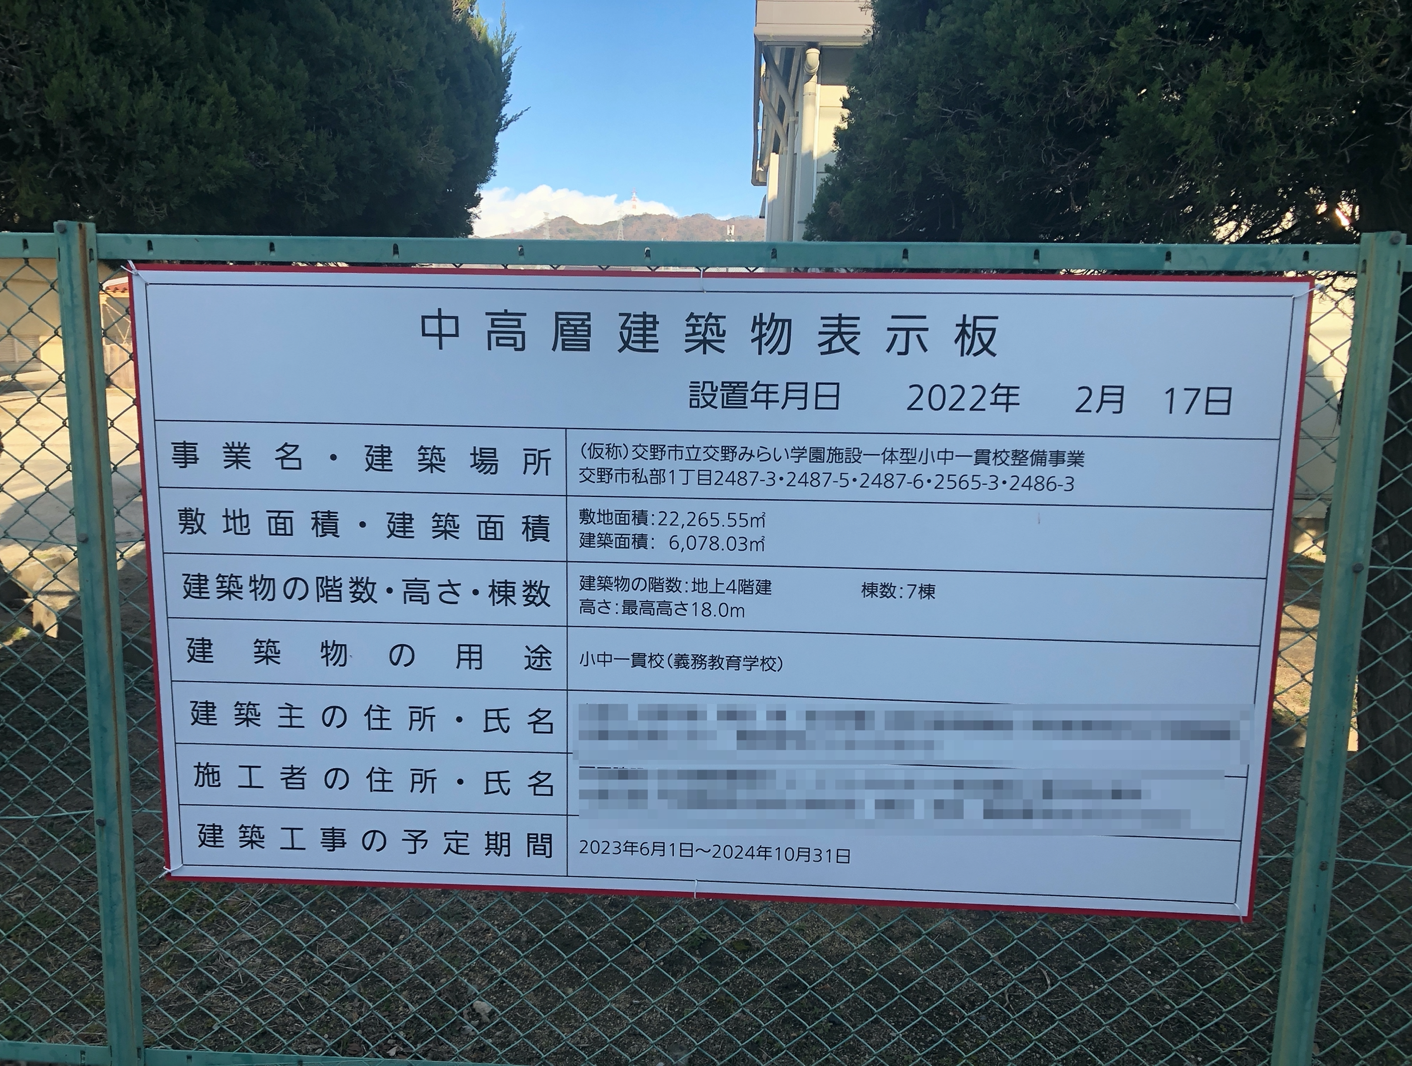 中高層建築物表示板
設置年月日 2022年 2月 17日
事業名・建築場所
(仮称)交野市立交野みらい学園施設一体型小中一貫校整備事業
交野市私部1丁目2487-3・2487-5・2487-6・2565-3・2486-3
敷地面積・建築面積
敷地面積:22,265.55㎡
建築面積: 6,078.03㎡
建築物の階数・高さ・棟数
建築物の階数:地上4階建 棟数:7棟
高さ:最高高さ18.0m
建築物の用途
小中一貫校(義務教育学校)
建築主の住所・氏名
施工者の住所・氏名
建築工事の予定期間
2023年6月1日〜2024年10月31日